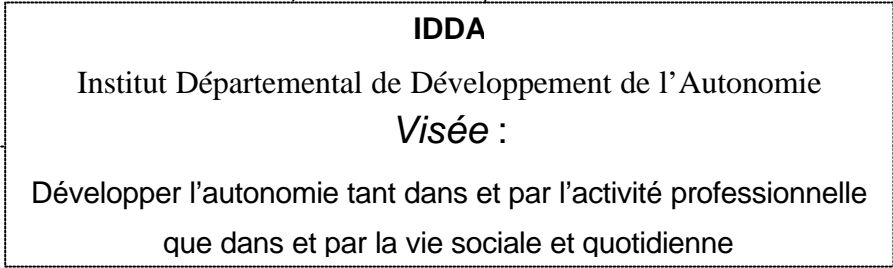 IDDA
Institut Départemental de Développement de l’Autonomie
Visée :
Développer l’autonomie tant dans et par l’activité professionnelle
que dans et par la vie sociale et quotidienne